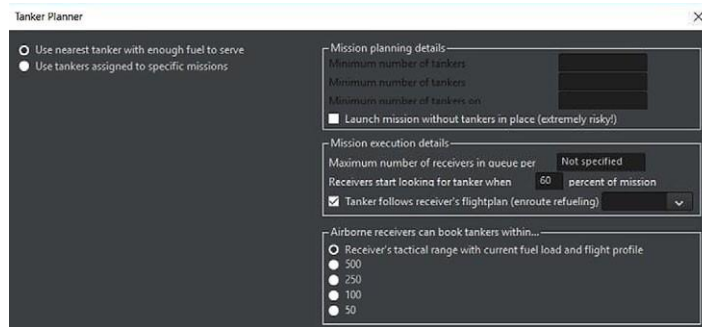 Tanker Planner
Use nearest tanker with enough fuel to serve
Use tankers assigned to specific missions
Mission planning details
Minimum number of tankers
Minimum number of tankers
Minimum number of tankers on
Launch mission without tankers in place (extremely risky!)
Mission execution details
Maximum number of receivers in queue per Not specified
Receivers start looking for tanker when 60 percent of mission
Tanker follows receiver's flightplan (enroute refueling)
Airborne receivers can book tankers within...
Receiver's tactical range with current fuel load and flight profile
500
250
100
50